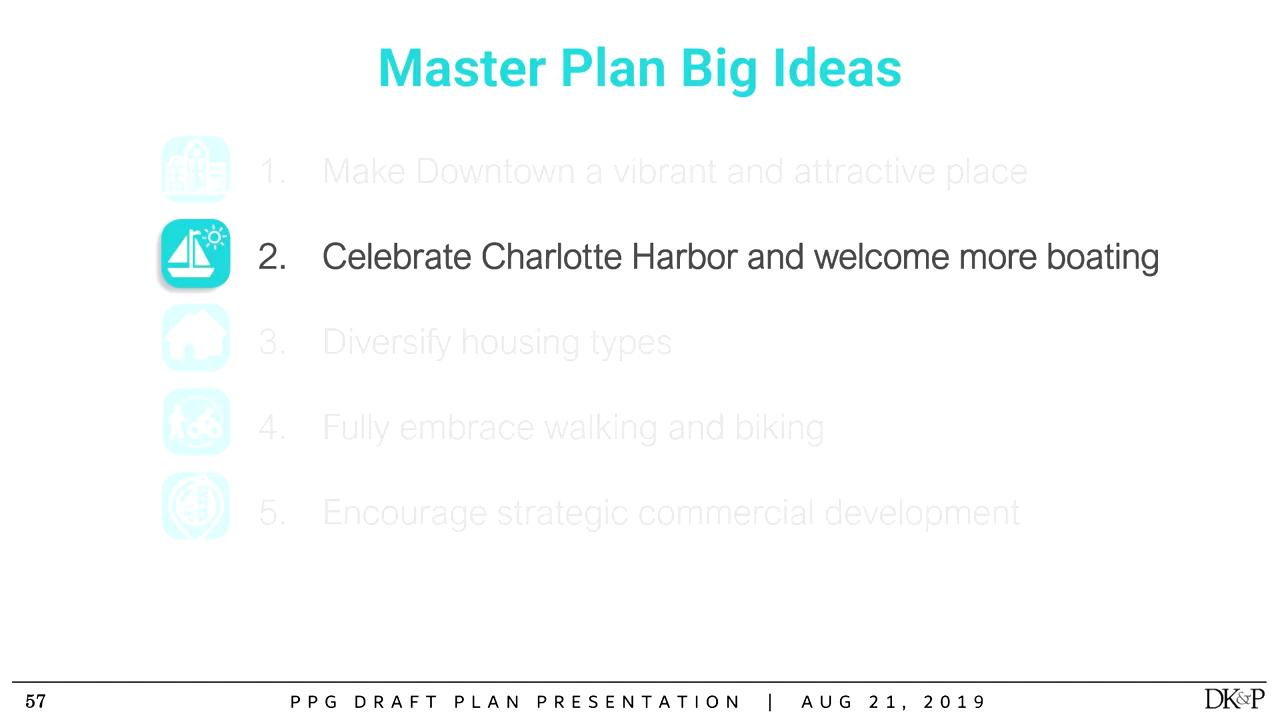 Master Plan Big Ideas
1. Make Downtown a vibrant and attractive place
2. Celebrate Charlotte Harbor and welcome more boating
3. Diversify housing types
4. Fully embrace walking and biking
5. Encourage strategic commercial development
57 PPG DRAFT PLAN PRESENTATION | AUG 21, 2019 DK&P